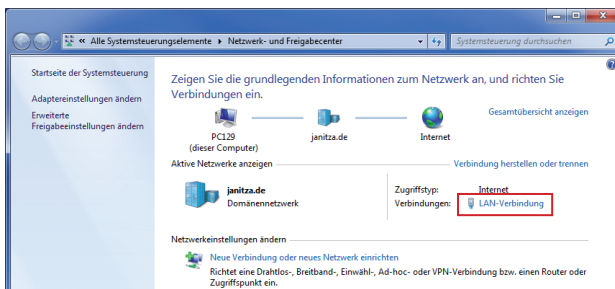 « Alle Systemsteuerungselemente ▸ Netzwerk- und Freigabecenter
Systemsteuerung durchsuchen
Startseite der Systemsteuerung
Adaptereinstellungen ändern
Erweiterte
Freigabeeinstellungen ändern
Zeigen Sie die grundlegenden Informationen zum Netzwerk an, und richten Sie
Verbindungen ein.
Gesamtübersicht anzeigen
PC129 janitza.de Internet
(dieser Computer)
Aktive Netzwerke anzeigen Verbindung herstellen oder trennen
janitza.de Zugriffstyp: Internet
Domänennetzwerk Verbindungen: LAN-Verbindung
Netzwerkeinstellungen ändern
Neue Verbindung oder neues Netzwerk einrichten
Richtet eine Drahtlos-, Breitband-, Einwähl-, Ad-hoc- oder VPN-Verbindung bzw. einen Router oder
Zugriffspunkt ein.